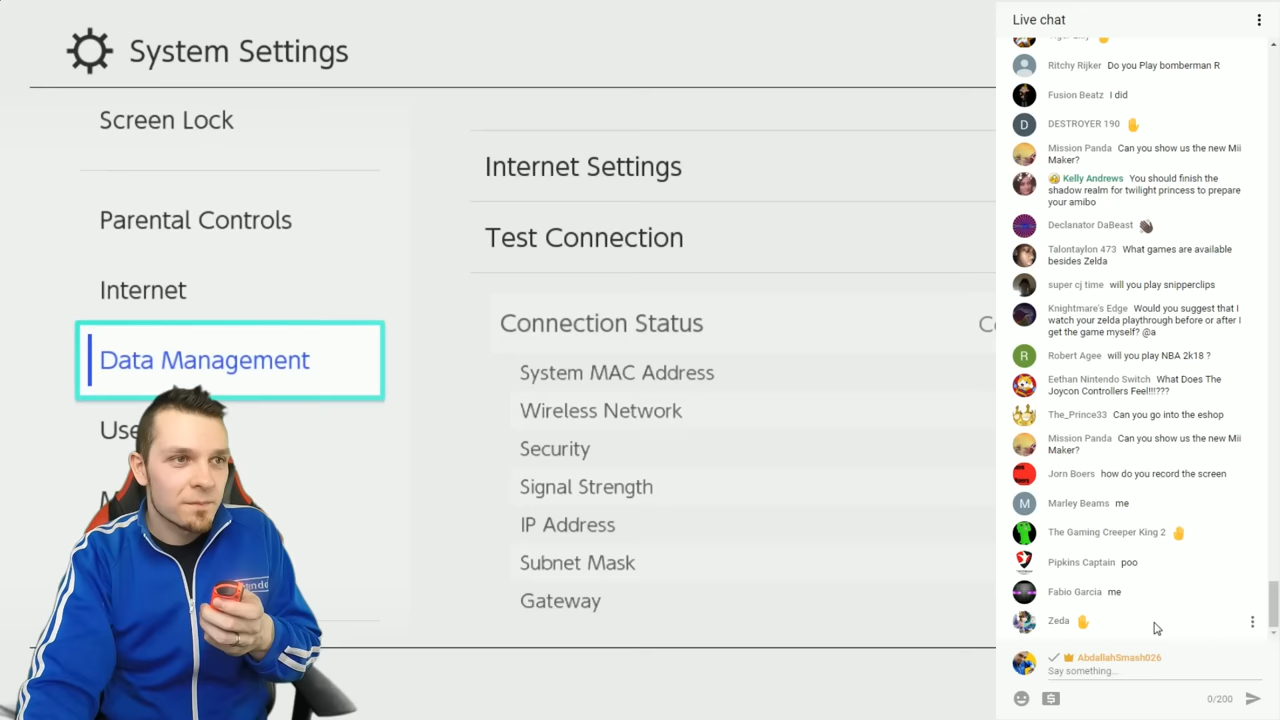 System Settings
Screen Lock
Parental Controls
Internet
Data Management
Use
Internet Settings
Test Connection
Connection Status
System MAC Address
Wireless Network
Security
Signal Strength
IP Address
Subnet Mask
Gateway
Live chat
Ritchy Rijker Do you Play bomberman R
Fusion Beatz I did
D DESTROYER 190
Mission Panda Can you show us the new Mii
Maker?
Kelly Andrews You should finish the
shadow realm for twilight princess to prepare
your amibo
Declanator DaBeast
Talontaylon 473 What games are available
besides Zelda
super cj time will you play snipperclips
Knightmare's Edge Would you suggest that I
watch your zelda playthrough before or after I
get the game myself? @a
R Robert Agee will you play NBA 2k18 ?
Eethan Nintendo Switch What Does The
Joycon Controllers Feel!!!???
The_Prince33 Can you go into the eshop
Mission Panda Can you show us the new Mii
Maker?
Jorn Boers how do you record the screen
M Marley Beams me
The Gaming Creeper King 2
Pipkins Captain poo
Fabio Garcia me
Zeda
AbdallahSmash026
Say something...
0/200